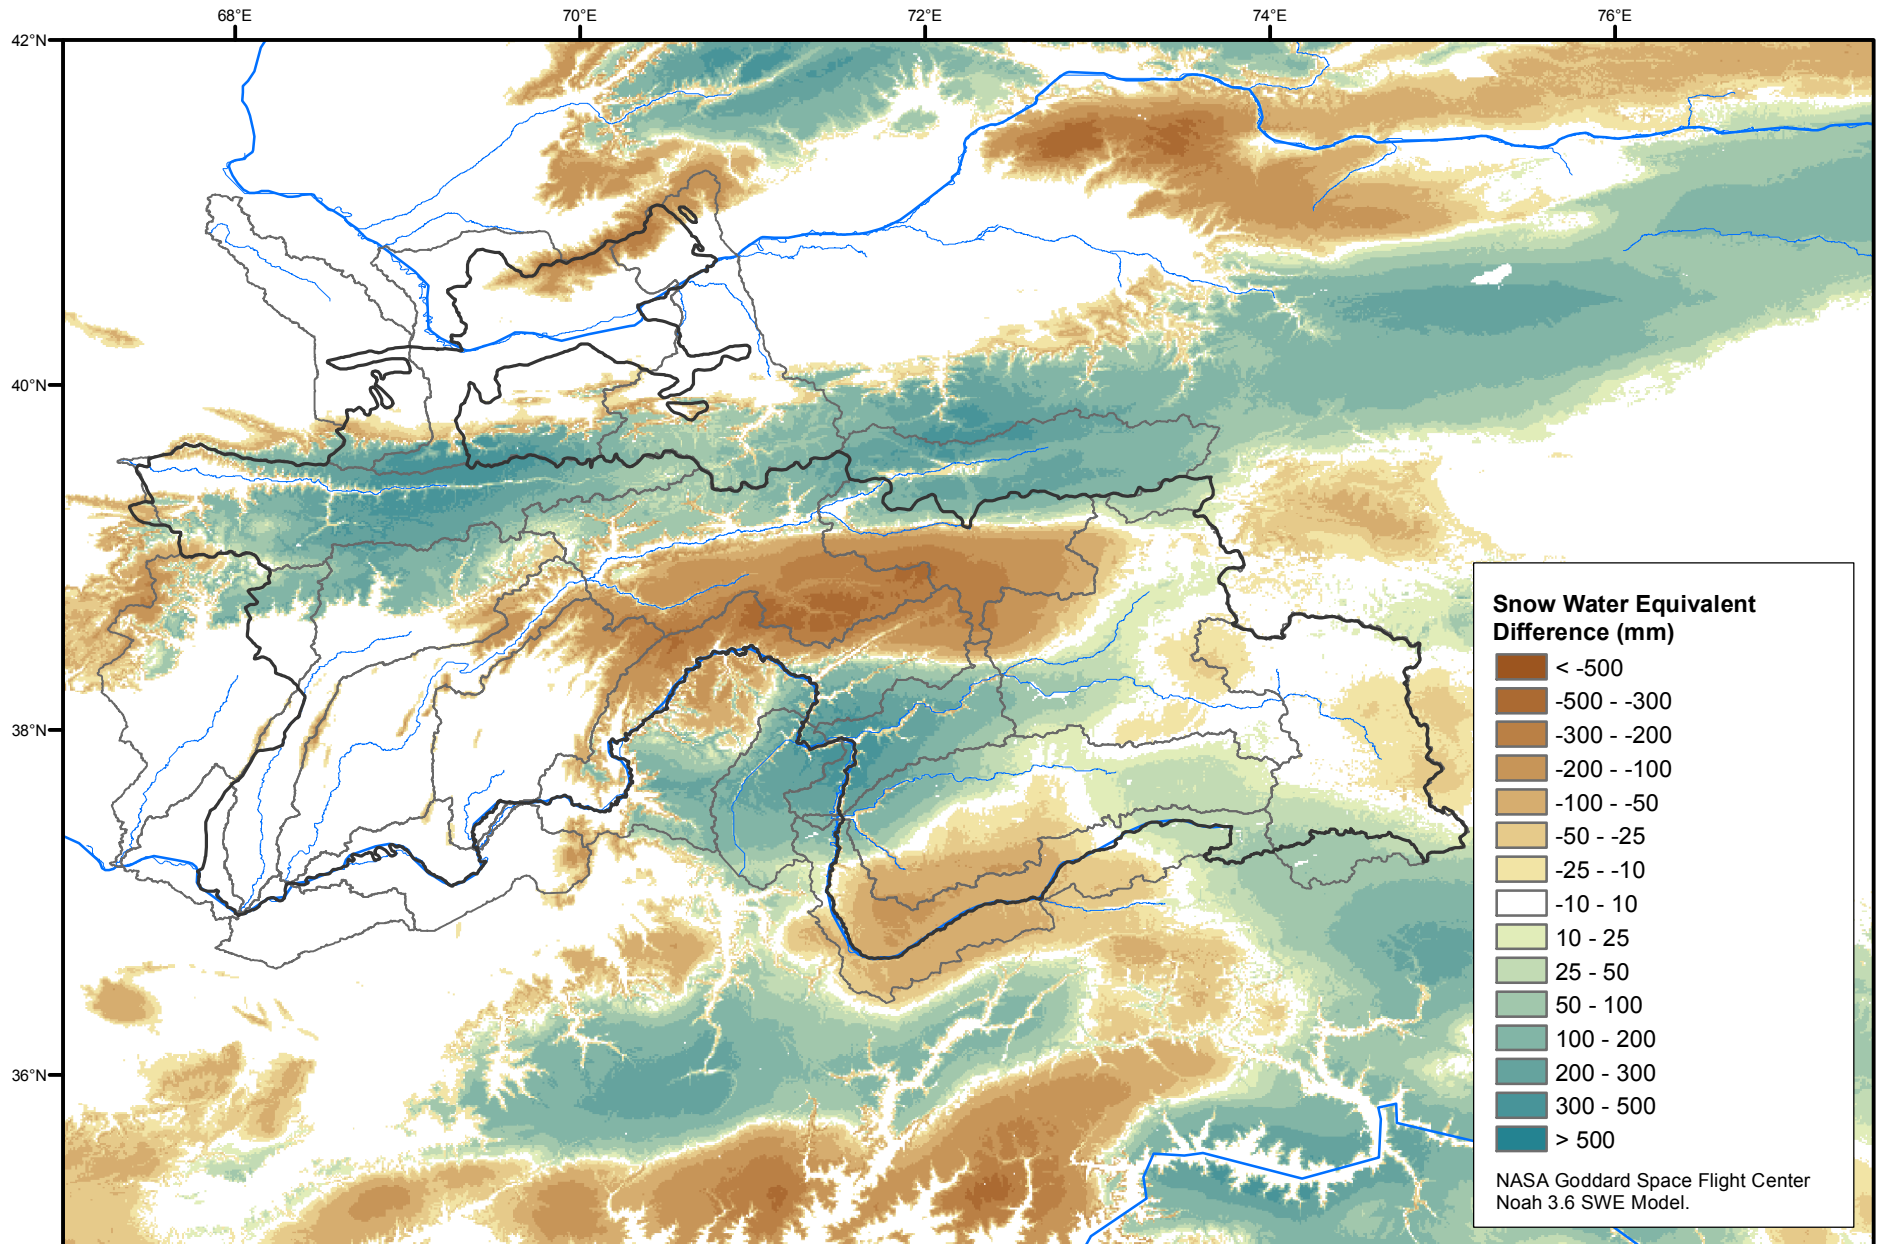 68°E
70°E
72°E
74°E
76°E
42°N
40°N
38°N
36°N
Snow Water Equivalent
Difference (mm)
< -500
-500 - -300
-300 - -200
-200 - -100
-100 - -50
-50 - -25
-25 - -10
-10 - 10
10 - 25
25 - 50
50 - 100
100 - 200
200 - 300
300 - 500
> 500
NASA Goddard Space Flight Center
Noah 3.6 SWE Model.